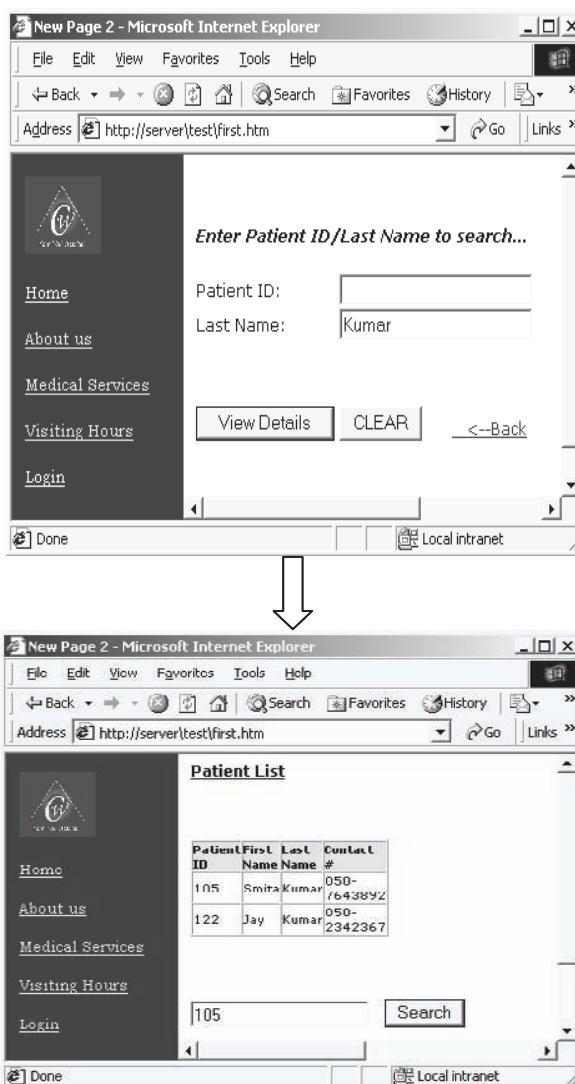 New Page 2 - Microsoft Internet Explorer
File Edit View Favorites Tools Help
Back Search Favorites History »
Address http://server\test\first.htm Go Links »
Enter Patient ID/Last Name to search...
Home
Patient ID:
Last Name: Kumar
About us
Medical Services
Visiting Hours
View Details CLEAR <--Back
Login
Done Local intranet
New Page 2 - Microsoft Internet Explorer
File Edit View Favorites Tools Help
Back Search Favorites History »
Address http://server\test\first.htm Go Links »
Patient List
Patient ID First Name Last Name Contact #
105 Smita Kumar 050-7643892
122 Jay Kumar 050-2342367
Home
About us
Medical Services
Visiting Hours
Login
105 Search
Done Local intranet